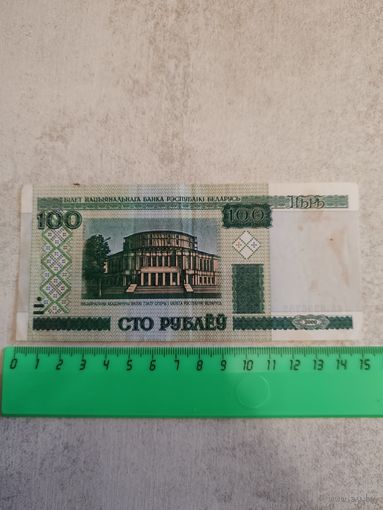 БІЛЕТ НАЦЫЯНАЛЬНАГА БАНКА РЭСПУБЛІКІ БЕЛАРУСЬ
100
100
СТО РУБЛЁЎ
2000
0 1 2 3 4 5 6 7 8 9 10 11 12 13 14 15